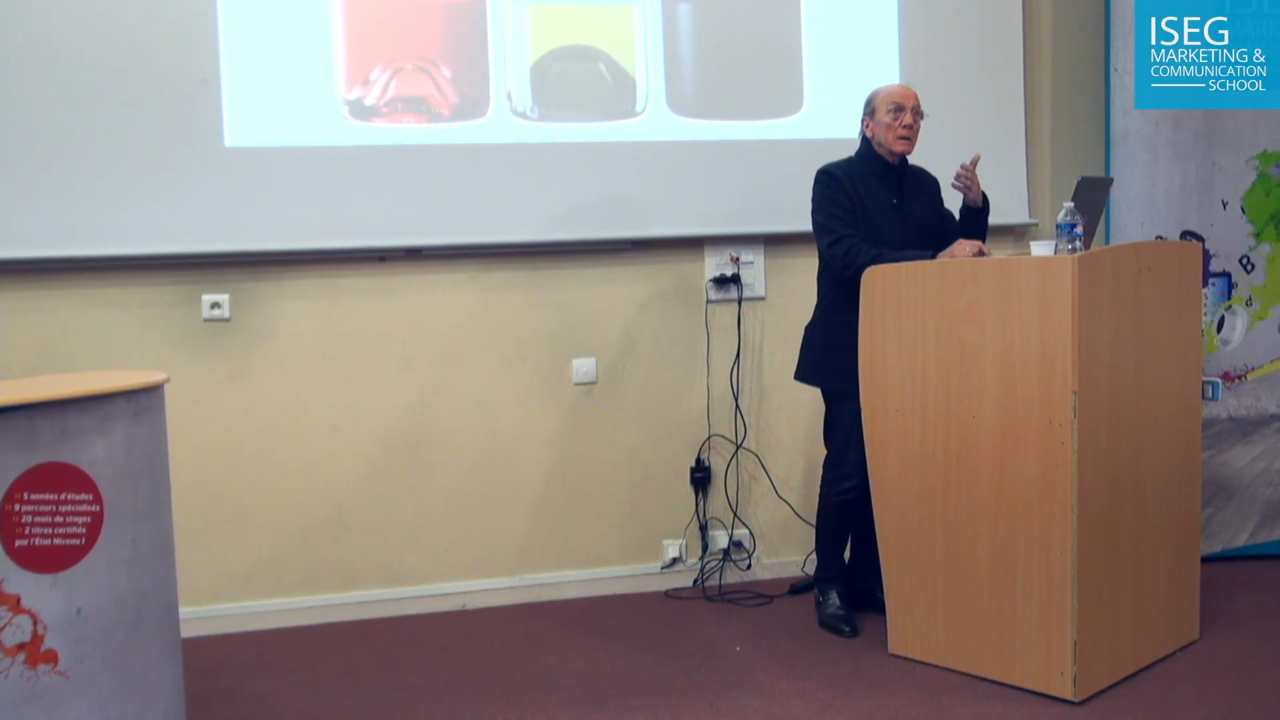 ISEG
MARKETING &
COMMUNICATION
SCHOOL
B
5 années d'études
9 parcours spécialisés
20 mois de stages
2 titres certifiés
par l'État Niveau I